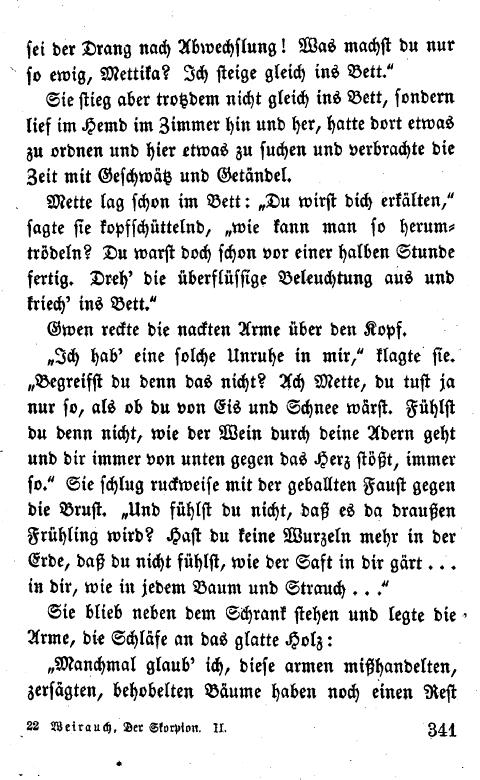 sei der Drang nach Abwechslung! Was machst du nur
so ewig, Mettika? Ich steige gleich ins Bett.“
Sie stieg aber trotzdem nicht gleich ins Bett, sondern
lief im Hemd im Zimmer hin und her, hatte dort etwas
zu ordnen und hier etwas zu suchen und verbrachte die
Zeit mit Geschwätz und Getändel.
Mette lag schon im Bett: „Du wirst dich erkälten,“
sagte sie kopfschüttelnd, „wie kann man so herum-
trödeln? Du warst doch schon vor einer halben Stunde
fertig. Dreh’ die überflüssige Beleuchtung aus und
kriech’ ins Bett.“
Gwen reckte die nackten Arme über den Kopf.
„Ich hab’ eine solche Unruhe in mir,“ klagte sie.
„Begreifst du denn das nicht? Ach Mette, du tust ja
nur so, als ob du von Eis und Schnee wärst. Fühlst
du denn nicht, wie der Wein durch deine Adern geht
und dir immer von unten gegen das Herz stößt, immer
so.“ Sie schlug ruckweise mit der geballten Faust gegen
die Brust. „Und fühlst du nicht, daß es da draußen
Frühling wird? Hast du keine Wurzeln mehr in der
Erde, daß du nicht fühlst, wie der Saft in dir gärt . . .
in dir, wie in jedem Baum und Strauch . . .“
Sie blieb neben dem Schrank stehen und legte die
Arme, die Schläfe an das glatte Holz:
„Manchmal glaub’ ich, diese armen mißhandelten,
zersägten, behobelten Bäume haben noch einen Rest
22 Weirauch, Der Skorpion. II.
341